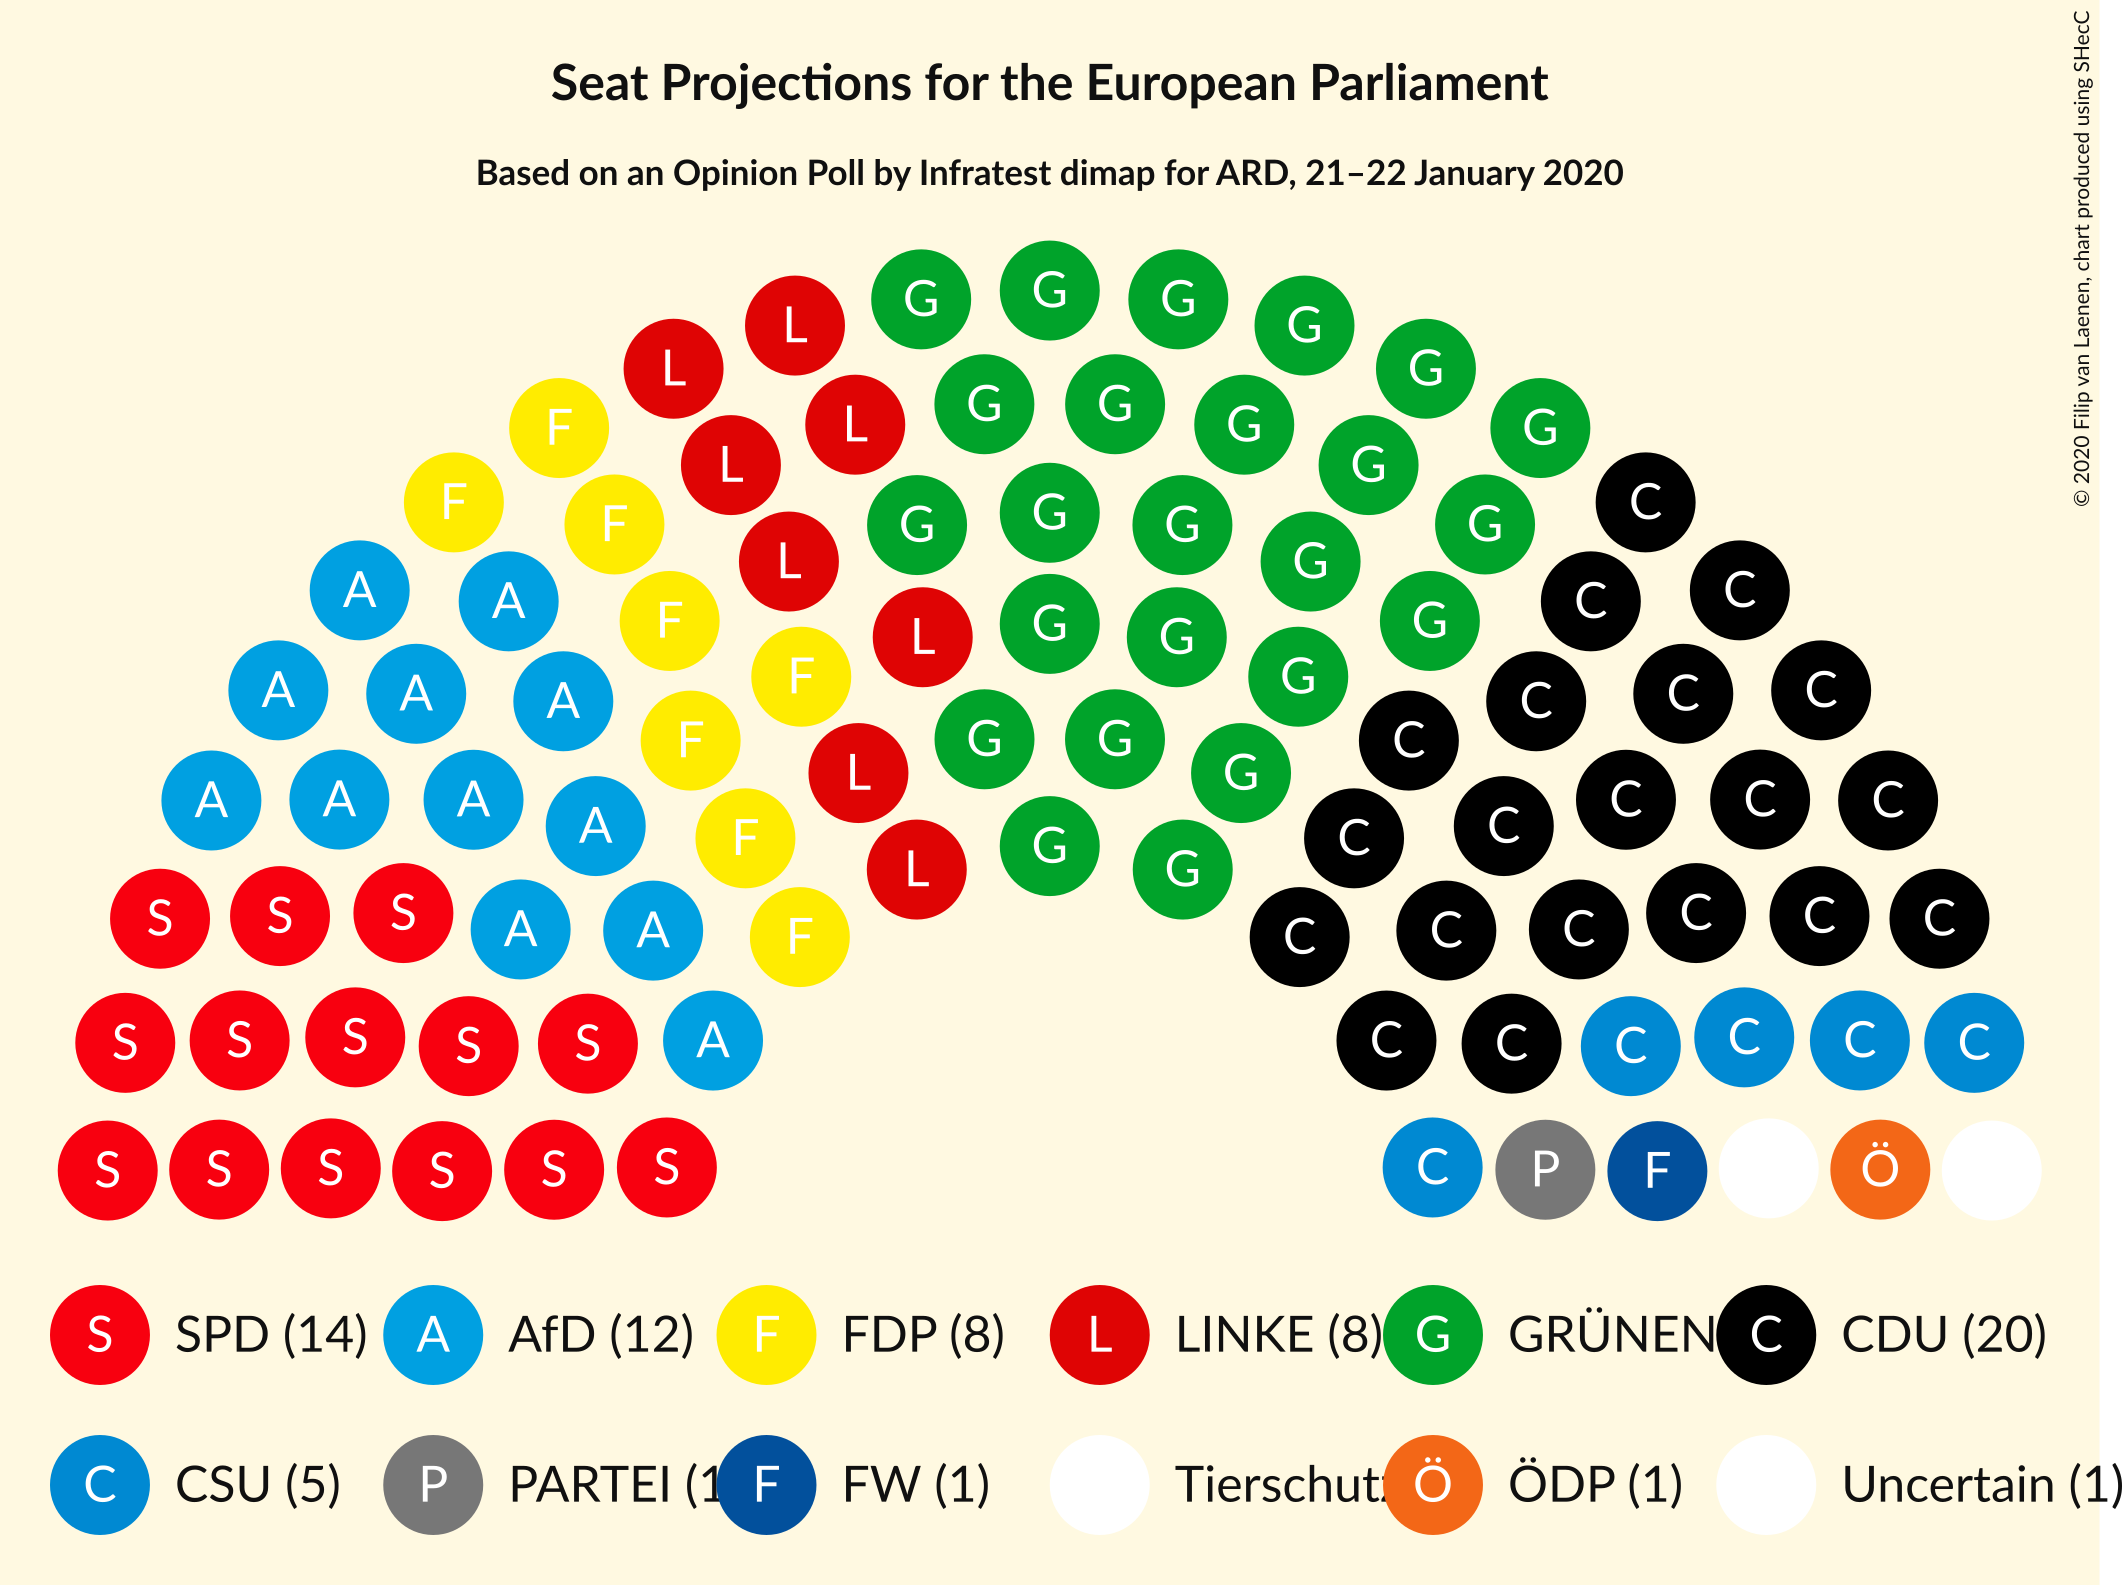 Seat Projections for the European Parliament
Based on an Opinion Poll by Infratest dimap for ARD, 21–22 January 2020
© 2020 Filip van Laenen, chart produced using SHecC
G G G G G
L L G
F L G G G G
F L G G C
F L G G G G G C
A A F L G G G G C C
A A A F F L G G G C C C C
A A A A F L G G G C C C C C
S S S A A F L G G C C C C C C
S S S S S A C C C C C C
S S S S S S C P F Ö
S SPD (14) A AfD (12) F FDP (8) L LINKE (8) G GRÜNEN C CDU (20)
C CSU (5) P PARTEI (1 F FW (1) Tierschutz Ö ÖDP (1) Uncertain (1)